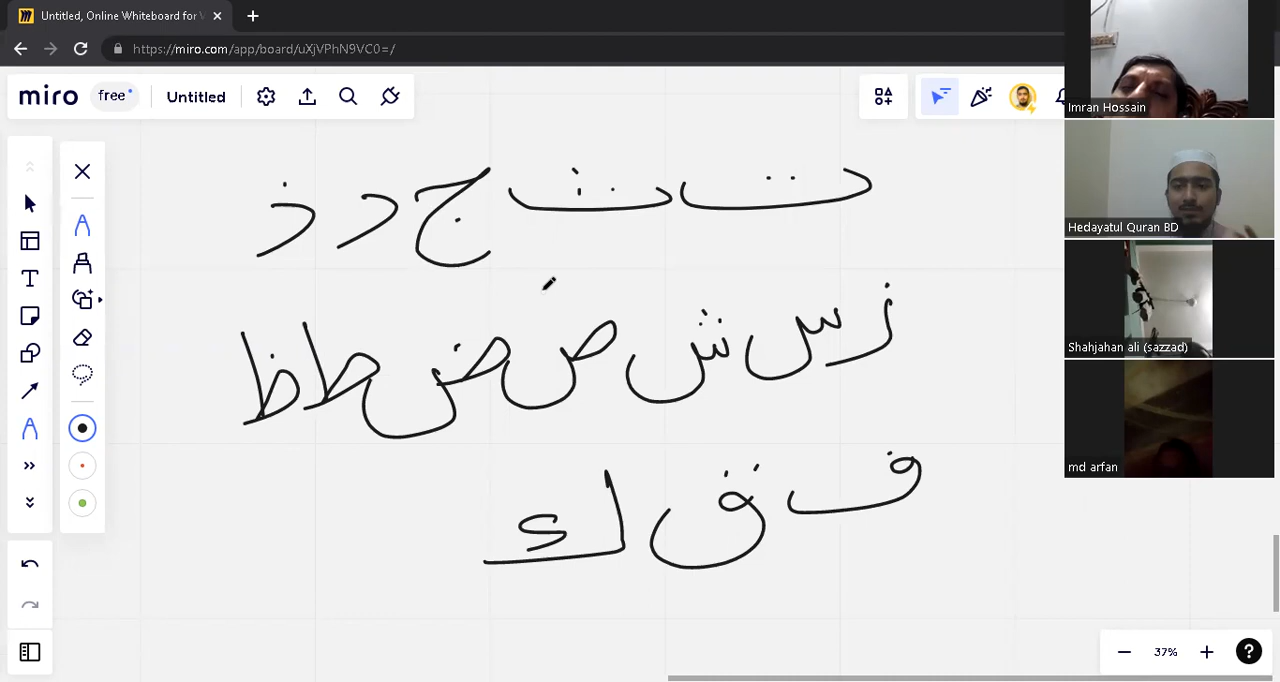 Untitled, Online Whiteboard for V
https://miro.com/app/board/uXjVPhN9VC0=/
miro free Untitled
ت ث ج د ذ
ز س ش ص ض ط ظ
ف ق ك
Imran Hossain
Hedayatul Quran BD
Shahjahan ali (sazzad)
md arfan
37%